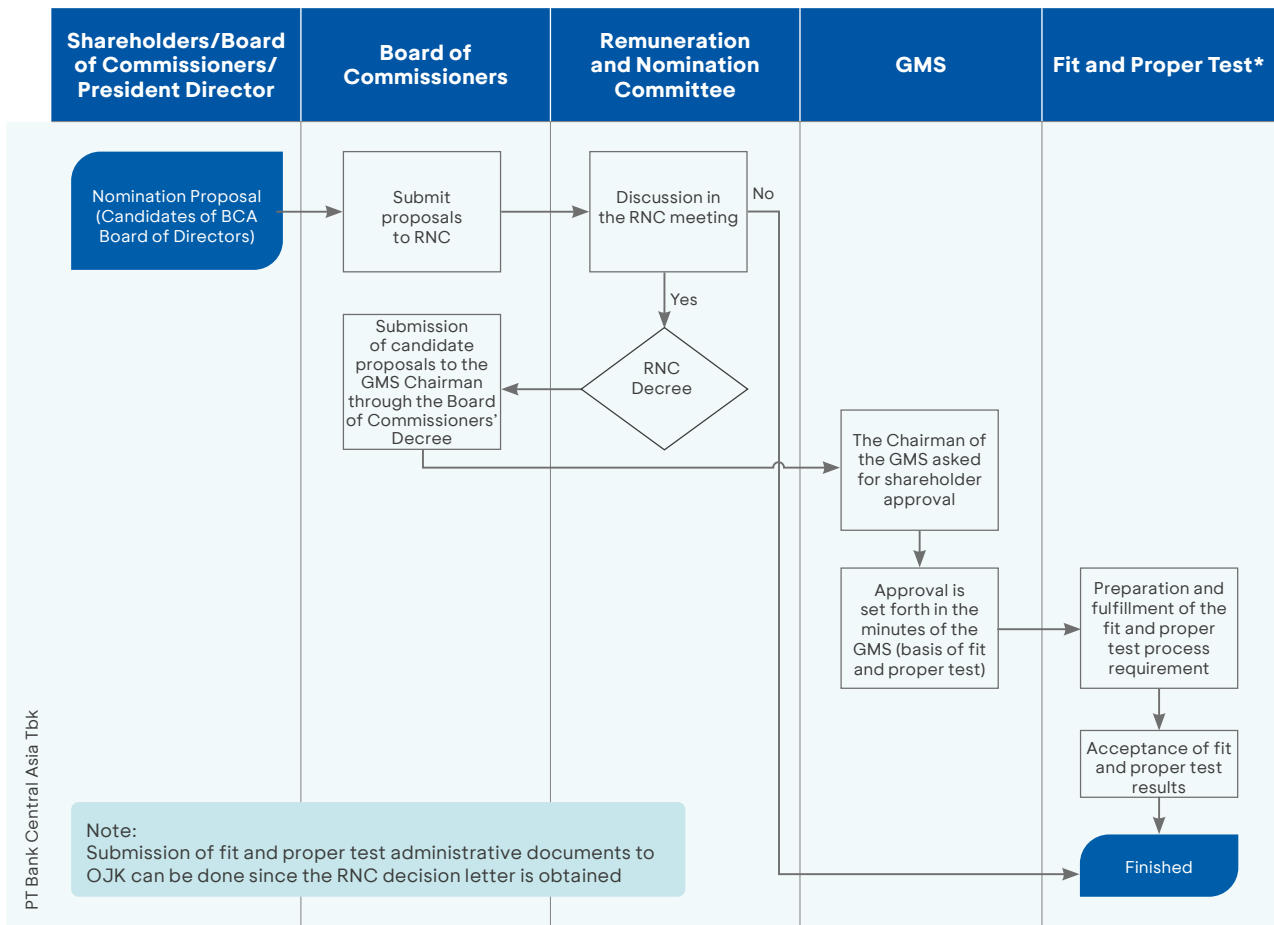 Shareholders/Board
of Commissioners/
President Director
Board of
Commissioners
Remuneration
and Nomination
Committee
GMS
Fit and Proper Test*
Nomination Proposal
(Candidates of BCA
Board of Directors)
Submit
proposals
to RNC
Discussion in
the RNC meeting
No
Yes
Submission
of candidate
proposals to the
GMS Chairman
through the Board
of Commissioners'
Decree
RNC
Decree
The Chairman of
the GMS asked
for shareholder
approval
Approval is
set forth in the
minutes of the
GMS (basis of fit
and proper test)
Preparation and
fulfillment of the
fit and proper
test process
requirement
Acceptance of fit
and proper test
results
Finished
Note:
Submission of fit and proper test administrative documents to
OJK can be done since the RNC decision letter is obtained
PT Bank Central Asia Tbk